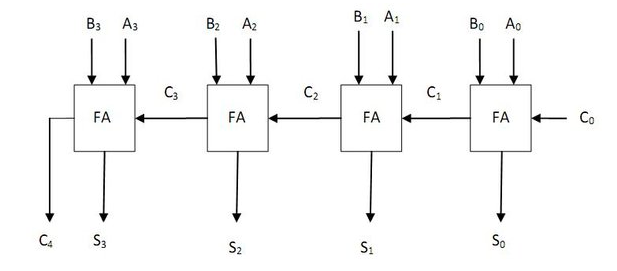 B₃ A₃ B₂ A₂ B₁ A₁ B₀ A₀
C₃ C₂ C₁
FA FA FA FA C₀
C₄ S₃ S₂ S₁ S₀